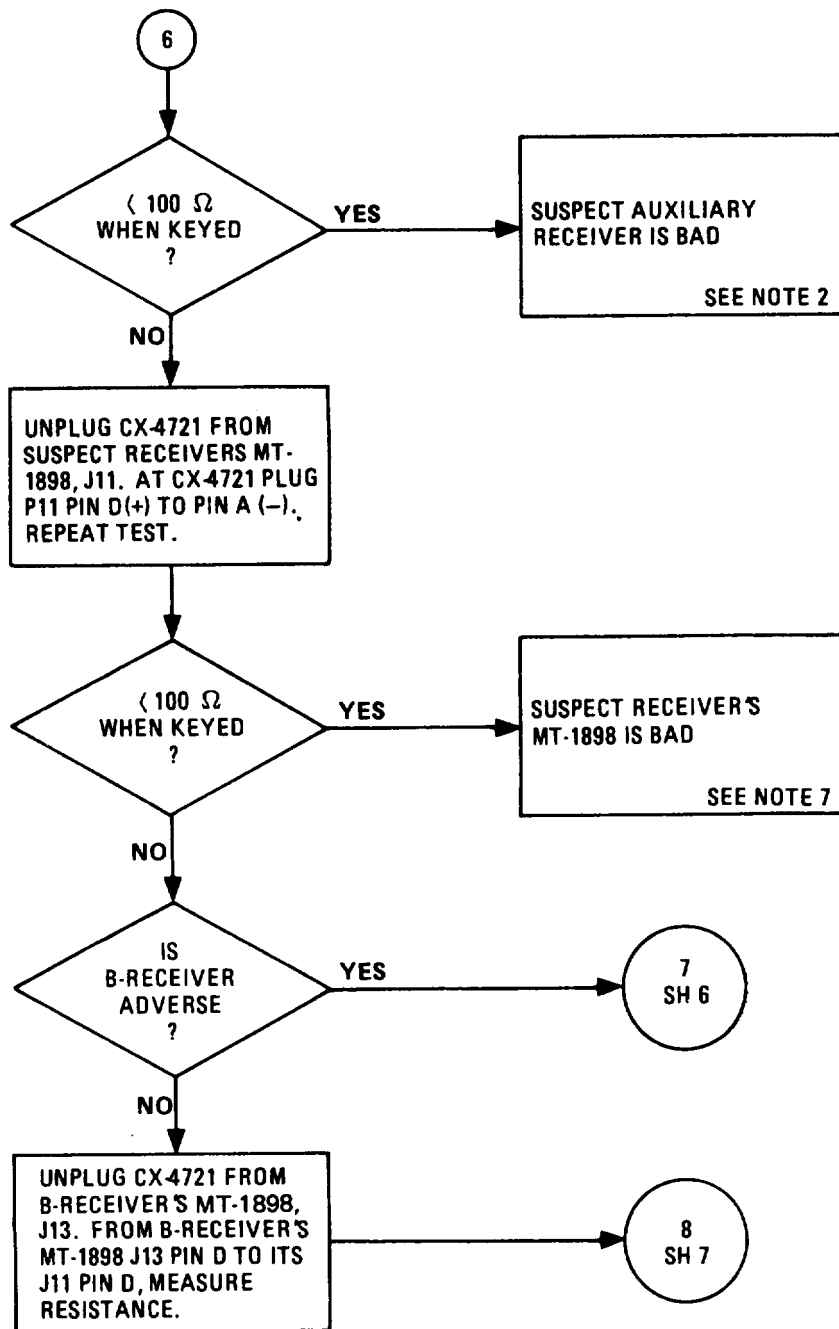 6
< 100 Ω
WHEN KEYED
?
YES
SUSPECT AUXILIARY
RECEIVER IS BAD
SEE NOTE 2
NO
UNPLUG CX-4721 FROM
SUSPECT RECEIVERS MT-
1898, J11. AT CX-4721 PLUG
P11 PIN D(+) TO PIN A (–).
REPEAT TEST.
< 100 Ω
WHEN KEYED
?
YES
SUSPECT RECEIVER'S
MT-1898 IS BAD
SEE NOTE 7
NO
IS
B-RECEIVER
ADVERSE
?
YES
7
SH 6
NO
UNPLUG CX-4721 FROM
B-RECEIVER'S MT-1898,
J13. FROM B-RECEIVER'S
MT-1898 J13 PIN D TO ITS
J11 PIN D, MEASURE
RESISTANCE.
8
SH 7